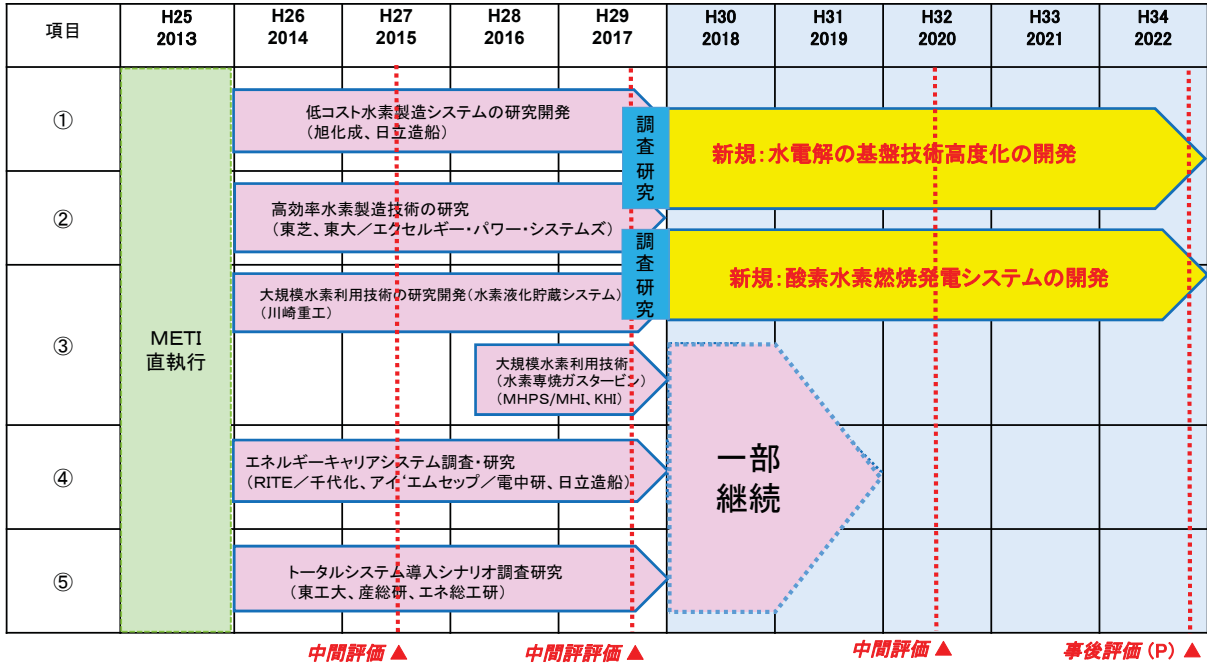 項目
H25
2013
H26
2014
H27
2015
H28
2016
H29
2017
H30
2018
H31
2019
H32
2020
H33
2021
H34
2022
①
②
③
④
⑤
METI
直執行
低コスト水素製造システムの研究開発
(旭化成、日立造船)
高効率水素製造技術の研究
(東芝、東大/エクセルギー・パワー・システムズ)
大規模水素利用技術の研究開発(水素液化貯蔵システム)
(川崎重工)
大規模水素利用技術
(水素専焼ガスタービン)
(MHPS/MHI、KHI)
エネルギーキャリアシステム調査・研究
(RITE/千代化、アイ‘エムセップ/電中研、日立造船)
トータルシステム導入シナリオ調査研究
(東工大、産総研、エネ総工研)
調査研究
新規:水電解の基盤技術高度化の開発
調査研究
新規:酸素水素燃焼発電システムの開発
一部
継続
中間評価 ▲
中間評評価 ▲
中間評価 ▲
事後評価 (P) ▲